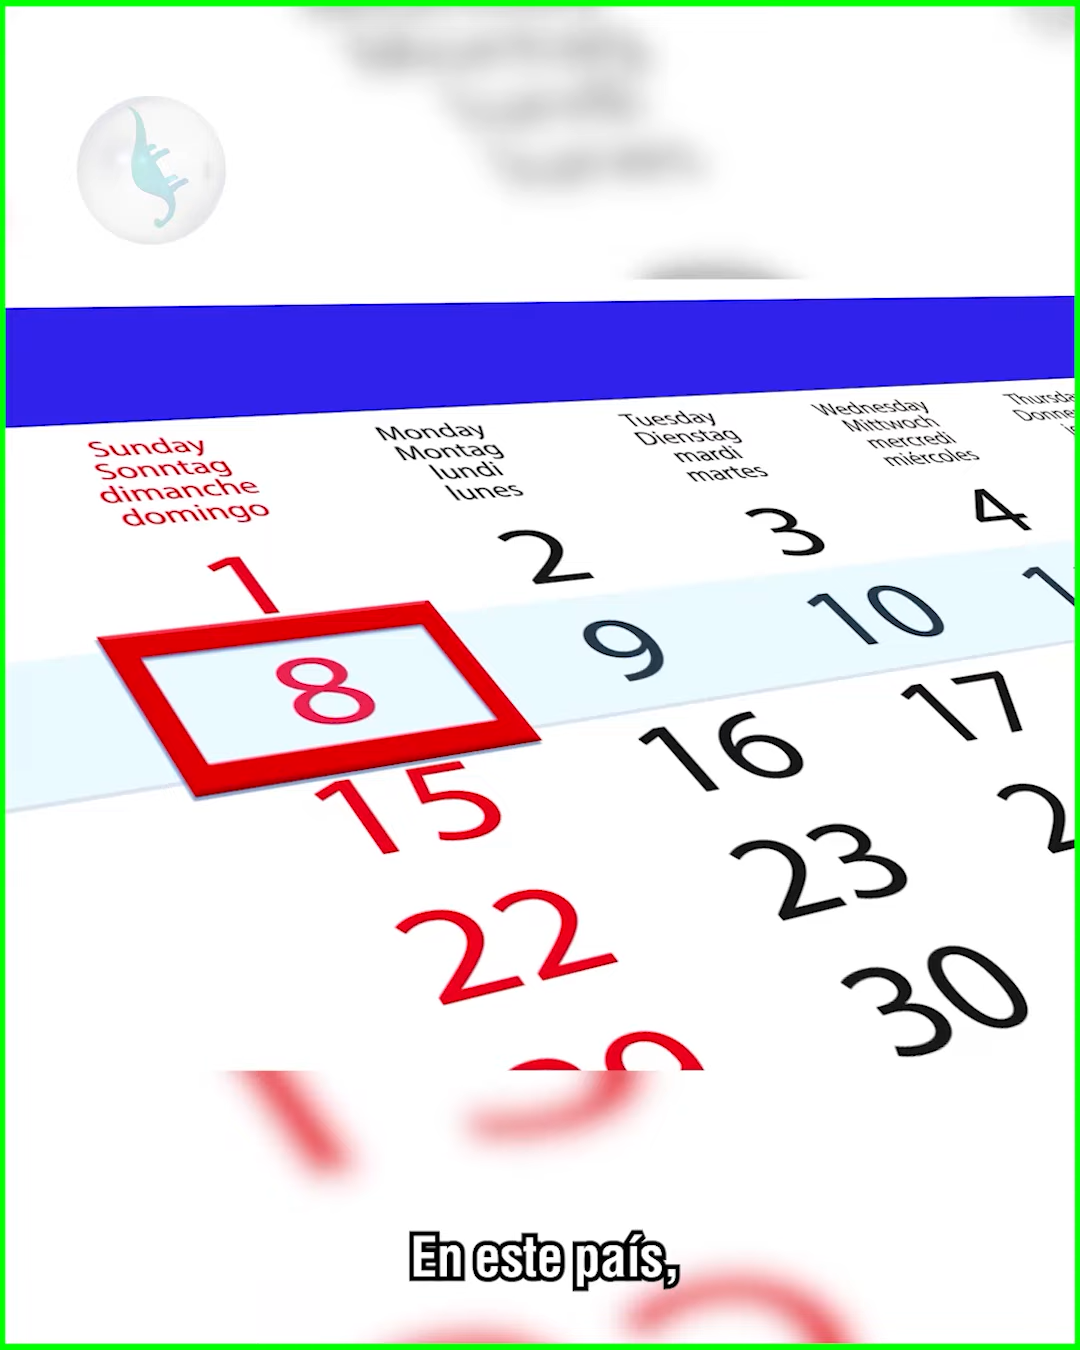 Sunday
Sonntag
dimanche
domingo
Monday
Montag
lundi
lunes
Tuesday
Dienstag
mardi
martes
Wednesday
Mittwoch
mercredi
miércoles
1 2 3 4
8 9 10
15 16 17
22 23
30
En este país,